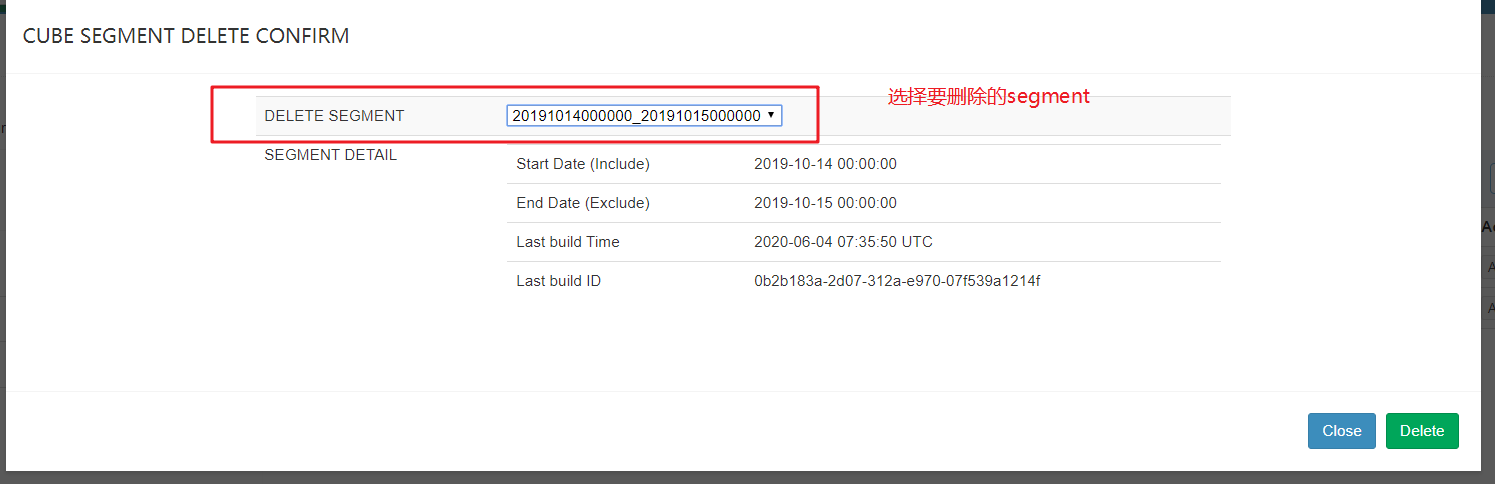 CUBE SEGMENT DELETE CONFIRM
选择要删除的segment
DELETE SEGMENT 20191014000000_20191015000000
SEGMENT DETAIL
Start Date (Include) 2019-10-14 00:00:00
End Date (Exclude) 2019-10-15 00:00:00
Last build Time 2020-06-04 07:35:50 UTC
Last build ID 0b2b183a-2d07-312a-e970-07f539a1214f
Close Delete